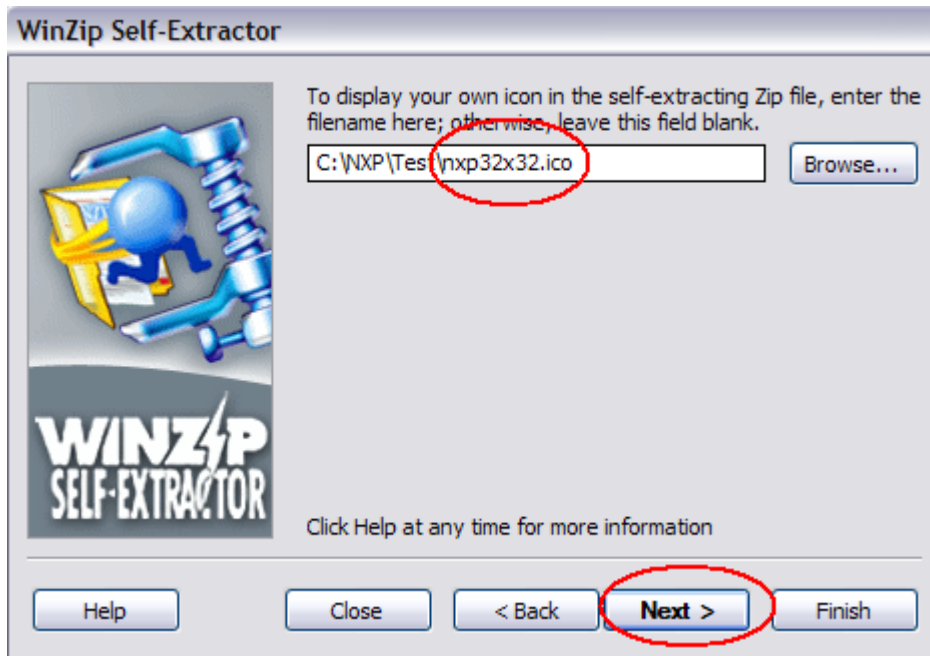 WinZip Self-Extractor
To display your own icon in the self-extracting Zip file, enter the
filename here; otherwise, leave this field blank.
C:\NXP\Test\nxp32x32.ico
Browse...
WINZIP
SELF-EXTRACTOR
Click Help at any time for more information
Help
Close
< Back
Next >
Finish